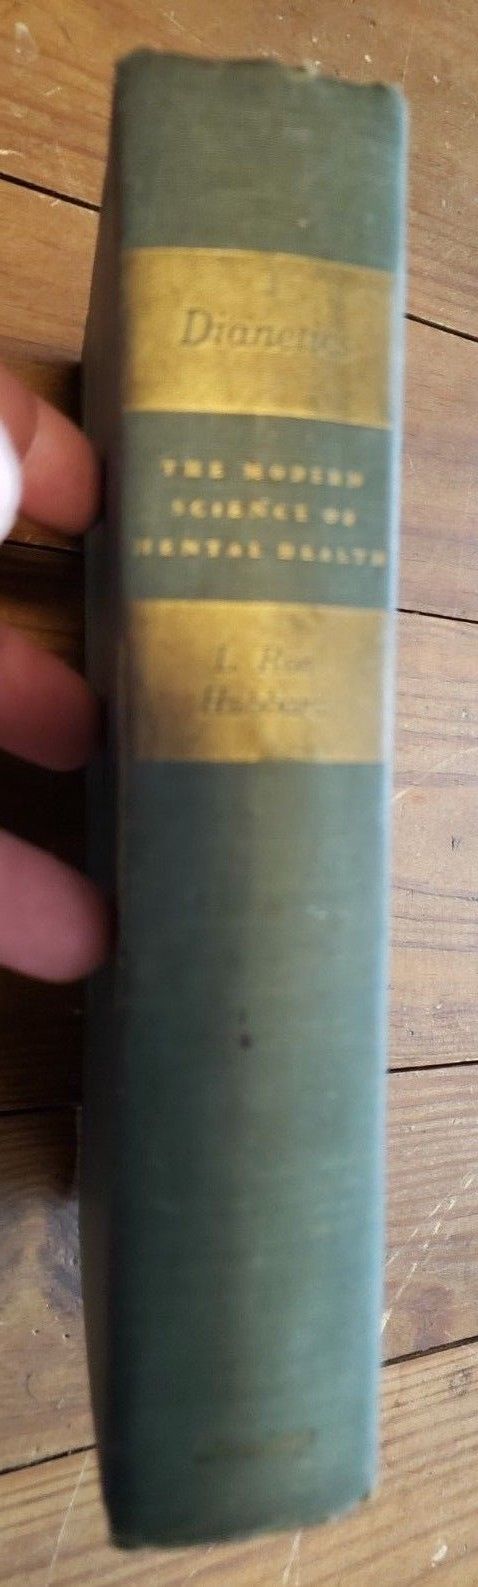 Dianetics
THE MODERN
SCIENCE OF
MENTAL HEALTH
L. Ron
Hubbard